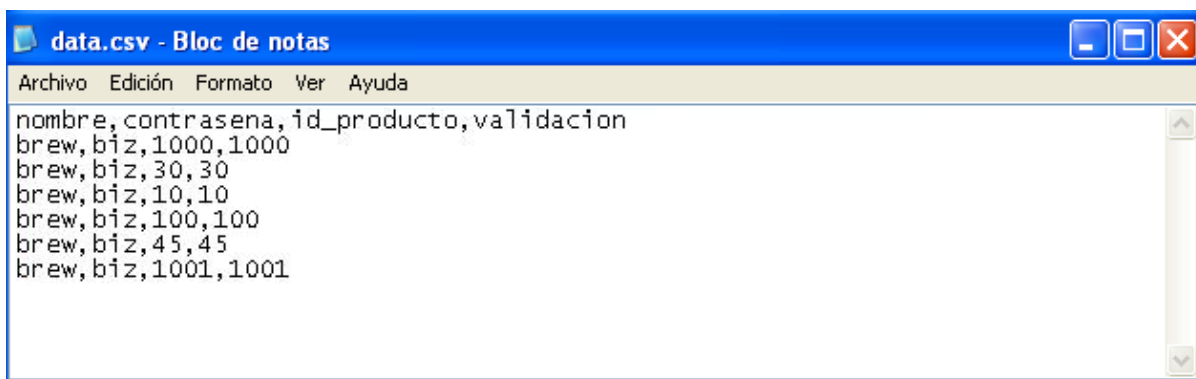 data.csv - Bloc de notas
Archivo Edición Formato Ver Ayuda
nombre,contrasena,id_producto,validacion
brew,biz,1000,1000
brew,biz,30,30
brew,biz,10,10
brew,biz,100,100
brew,biz,45,45
brew,biz,1001,1001